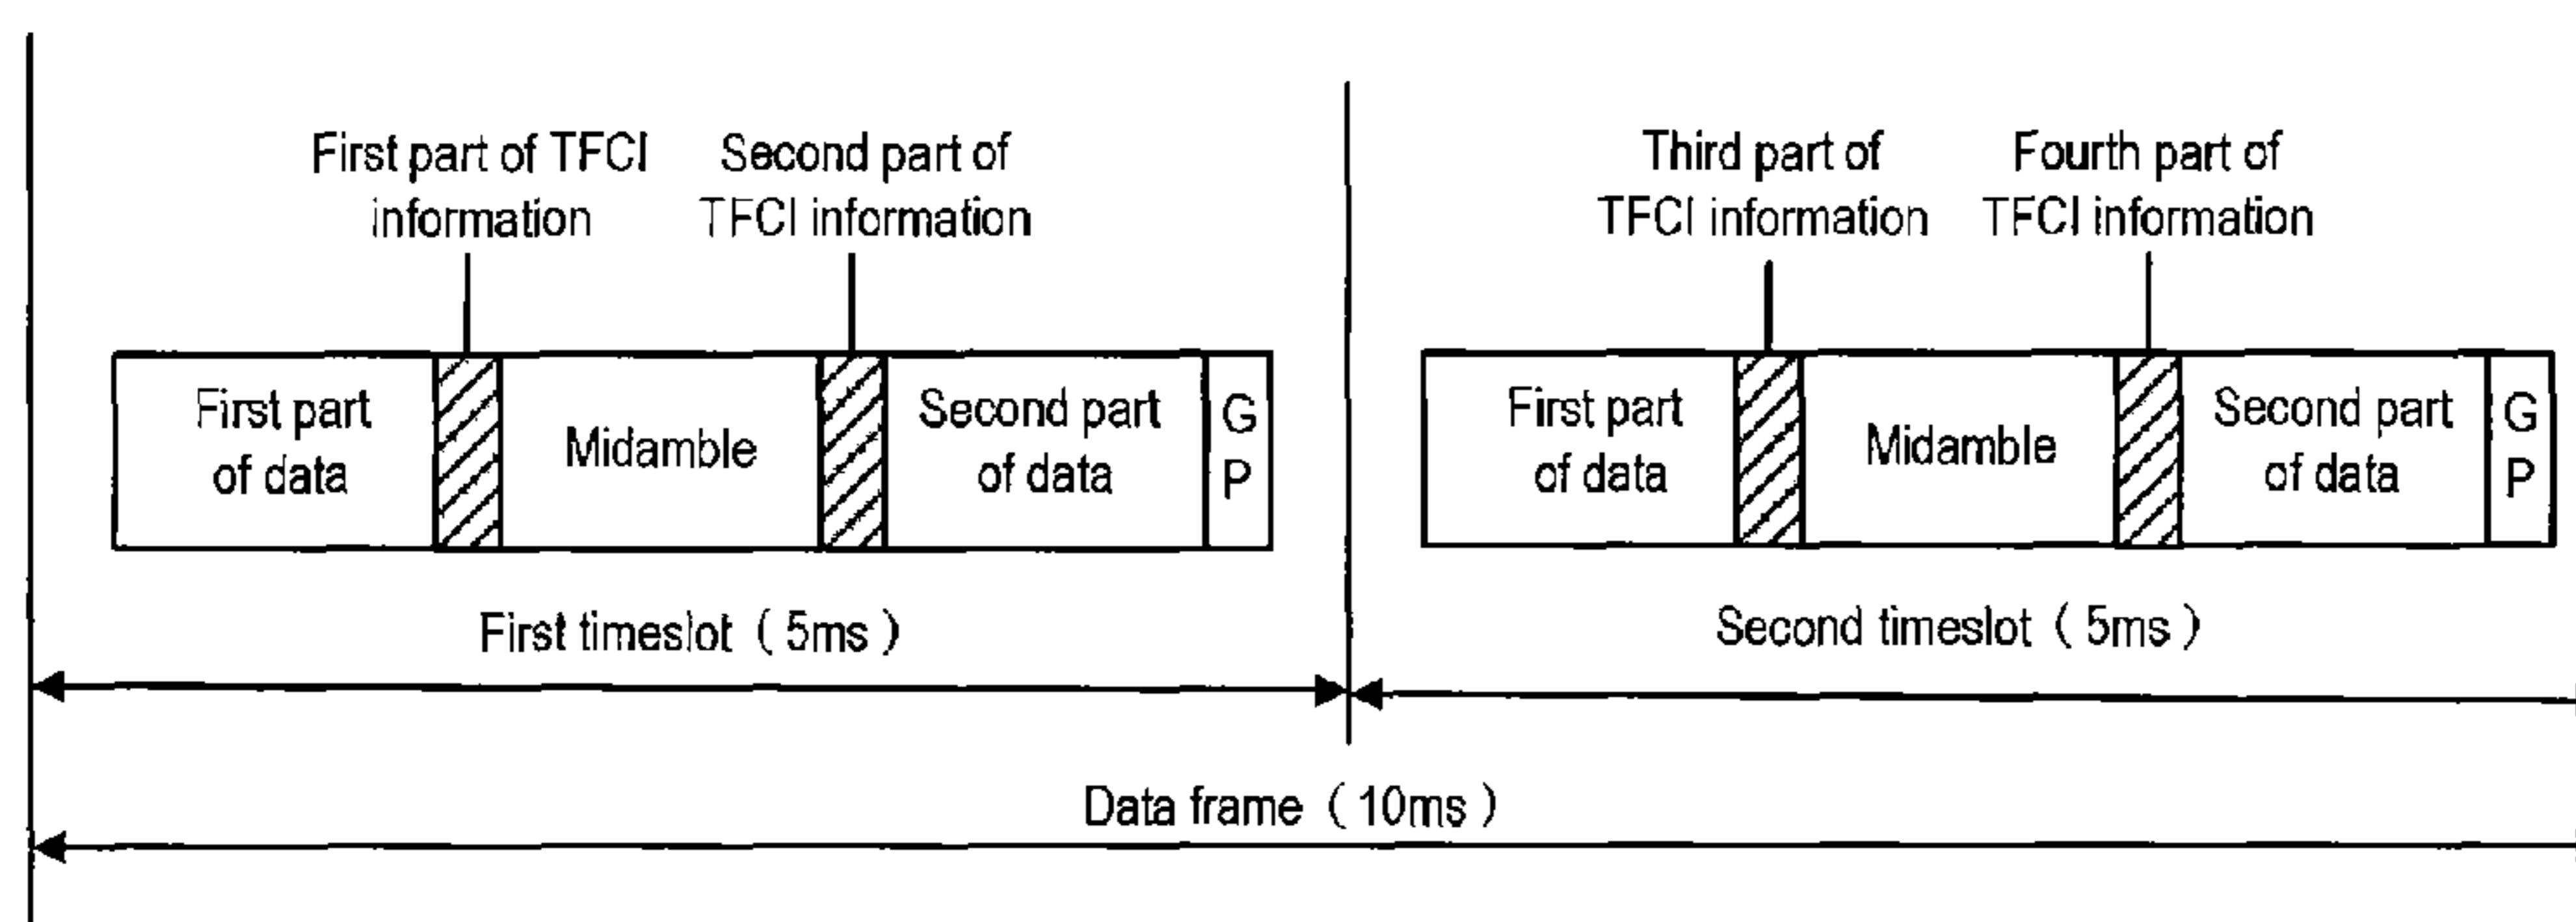 First part of TFCI
information
Second part of
TFCI information
Third part of
TFCI information
Fourth part of
TFCI information
First part
of data
Midamble
Second part
of data
G
P
First part
of data
Midamble
Second part
of data
G
P
First timeslot（5ms）
Second timeslot（5ms）
Data frame（10ms）